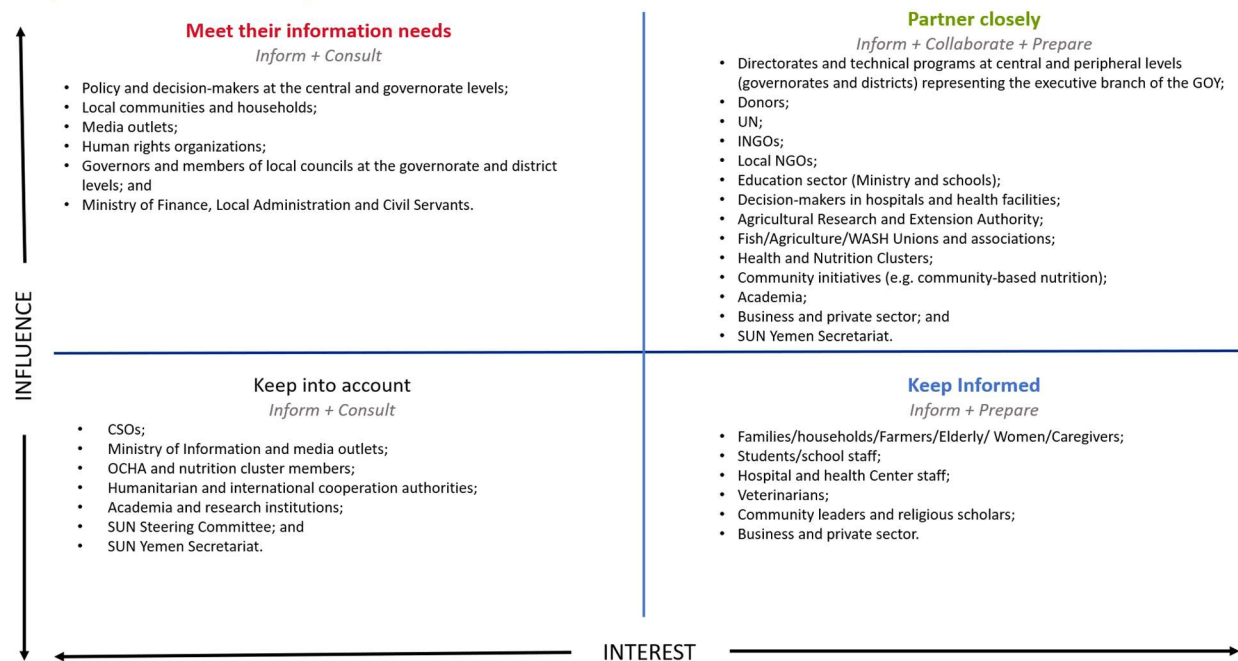 Meet their information needs
Inform + Consult
• Policy and decision-makers at the central and governorate levels;
• Local communities and households;
• Media outlets;
• Human rights organizations;
• Governors and members of local councils at the governorate and district
levels; and
• Ministry of Finance, Local Administration and Civil Servants.
Partner closely
Inform + Collaborate + Prepare
• Directorates and technical programs at central and peripheral levels
(governorates and districts) representing the executive branch of the GOY;
• Donors;
• UN;
• INGOs;
• Local NGOs;
• Education sector (Ministry and schools);
• Decision-makers in hospitals and health facilities;
• Agricultural Research and Extension Authority;
• Fish/Agriculture/WASH Unions and associations;
• Health and Nutrition Clusters;
• Community initiatives (e.g. community-based nutrition);
• Academia;
• Business and private sector; and
• SUN Yemen Secretariat.
INFLUENCE
Keep into account
Inform + Consult
• CSOs;
• Ministry of Information and media outlets;
• OCHA and nutrition cluster members;
• Humanitarian and international cooperation authorities;
• Academia and research institutions;
• SUN Steering Committee; and
• SUN Yemen Secretariat.
Keep Informed
Inform + Prepare
• Families/households/Farmers/Elderly/ Women/Caregivers;
• Students/school staff;
• Hospital and health Center staff;
• Veterinarians;
• Community leaders and religious scholars;
• Business and private sector.
INTEREST